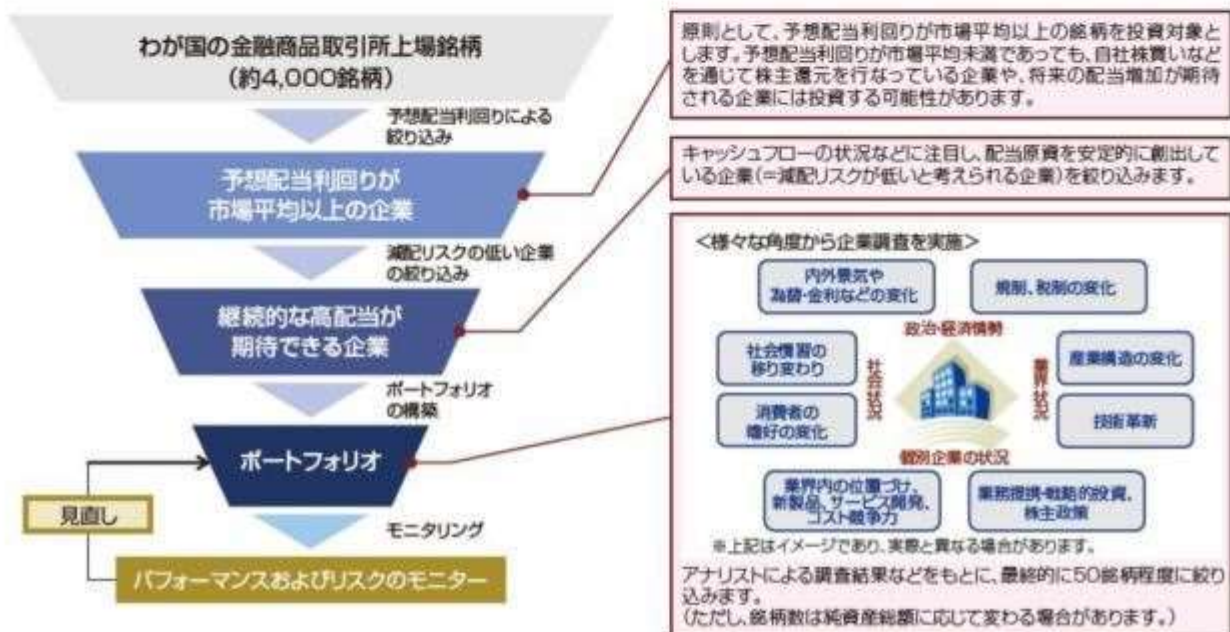 わが国の金融商品取引所上場銘柄
(約4,000銘柄)
予想配当利回りによる
絞り込み
予想配当利回りが
市場平均以上の企業
減配リスクの低い企業
の絞り込み
継続的な高配当が
期待できる企業
ポートフォリオ
の構築
ポートフォリオ
見直し
モニタリング
パフォーマンスおよびリスクのモニター
原則として、予想配当利回りが市場平均以上の銘柄を投資対象と
します。予想配当利回りが市場平均未満であっても、自社株買いなど
を通じて株主還元を行なっている企業や、将来の配当増加が期待
される企業には投資する可能性があります。
キャッシュフローの状況などに注目し、配当原資を安定的に創出して
いる企業(=減配リスクが低いと考えられる企業)を絞り込みます。
<様々な角度から企業調査を実施>
内外景気や
為替・金利などの変化
規制、税制の変化
政治・経済情勢
社会慣習の
移り変わり
社会状況
業界状況
産業構造の変化
消費者の
嗜好の変化
技術革新
個別企業の状況
業界内の位置づけ、
新製品、サービス開発、
コスト競争力
業務提携・戦略的投資、
株主政策
※上記はイメージであり、実際と異なる場合があります。
アナリストによる調査結果などをもとに、最終的に50銘柄程度に絞り
込みます。
(ただし、銘柄数は純資産総額に応じて変わる場合があります。)